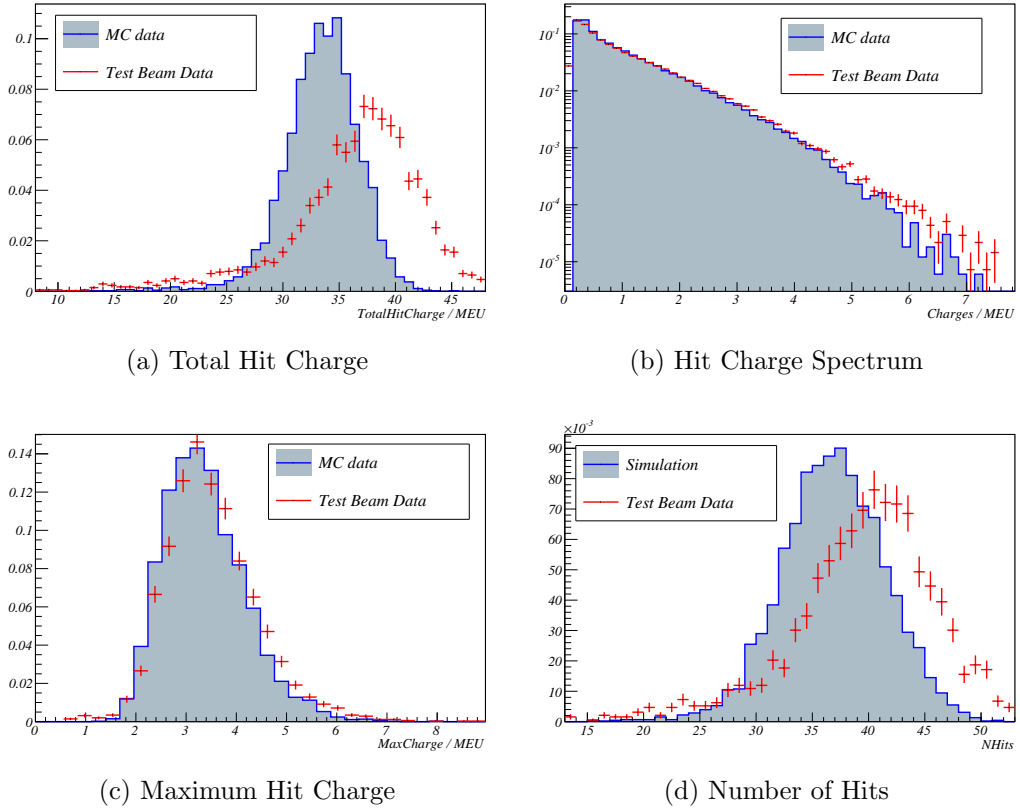 0.1
0.08
0.06
0.04
0.02
0
10 15 20 25 30 35 40 45
TotalHitCharge / MEU
MC data
Test Beam Data
(a) Total Hit Charge
10^-1
10^-2
10^-3
10^-4
10^-5
0 1 2 3 4 5 6 7
Charges / MEU
MC data
Test Beam Data
(b) Hit Charge Spectrum
0.14
0.12
0.1
0.08
0.06
0.04
0.02
0
0 1 2 3 4 5 6 7 8
MaxCharge / MEU
MC data
Test Beam Data
(c) Maximum Hit Charge
×10^-3
90
80
70
60
50
40
30
20
10
0
15 20 25 30 35 40 45 50
NHits
Simulation
Test Beam Data
(d) Number of Hits